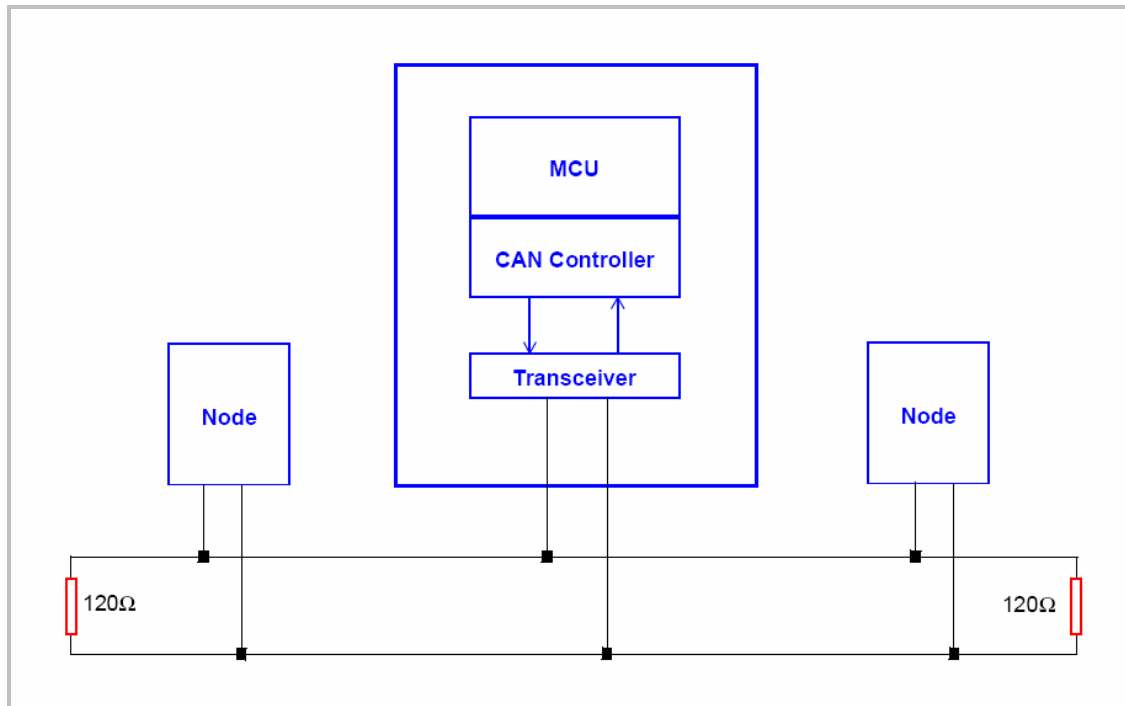 MCU
CAN Controller
Transceiver
Node
Node
120Ω
120Ω